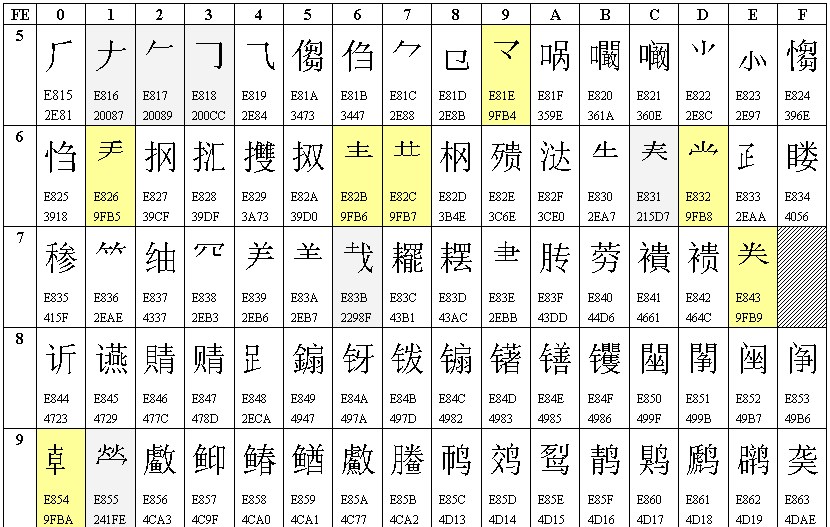 FE 0 1 2 3 4 5 6 7 8 9 A B C D E F
5 ⺁ 𠂇 𠂉 𠃌 ⺄ 㑳 㑇 ⺈ ⺋ 龴 㖞 㘚 㘎 ⺌ ⺗ 㥮
E815 E816 E817 E818 E819 E81A E81B E81C E81D E81E E81F E820 E821 E822 E823 E824
2E81 20087 20089 200CC 2E84 3473 3447 2E88 2E8B 9FB4 359E 361A 360E 2E8C 2E97 396E
6 㤘 龵 㧏 㧟 㩳 㧐 龶 龷 㭎 㱮 㳠 ⺧ 𡗗 龸 ⺪ 䁖
E825 E826 E827 E828 E829 E82A E82B E82C E82D E82E E82F E830 E831 E832 E833 E834
3918 9FB5 39CF 39DF 3A73 39D0 9FB6 9FB7 3B4E 3C6E 3CE0 2EA7 215D7 9FB8 2EAA 4056
7 䅟 ⺮ 䌷 ⺳ ⺶ ⺷ 𢦏 䎱 䎬 ⺻ 䏝 䓖 䙡 䙌 龹
E835 E836 E837 E838 E839 E83A E83B E83C E83D E83E E83F E840 E841 E842 E843
415F 2EAE 4337 2EB3 2EB6 2EB7 2298F 43B1 43AC 2EBB 43DD 44D6 4661 464C 9FB9
8 䜣 䜩 䝼 䞍 ⻊ 䥇 䥺 䥽 䦂 䦃 䦅 䦆 䦟 䦛 䦷 䦶
E844 E845 E846 E847 E848 E849 E84A E84B E84C E84D E84E E84F E850 E851 E852 E853
4723 4729 477C 478D 2ECA 4947 497A 497D 4982 4983 4985 4986 499F 499B 49B7 49B6
9 龺 𤇾 䲣 䲟 䲠 䲡 䱷 䲢 䴓 䴔 䴕 䴖 䴗 䴘 䴙 䶮
E854 E855 E856 E857 E858 E859 E85A E85B E85C E85D E85E E85F E860 E861 E862 E863
9FBA 241FE 4CA3 4C9F 4CA0 4CA1 4C77 4CA2 4D13 4D14 4D15 4D16 4D17 4D18 4D19 4DAE